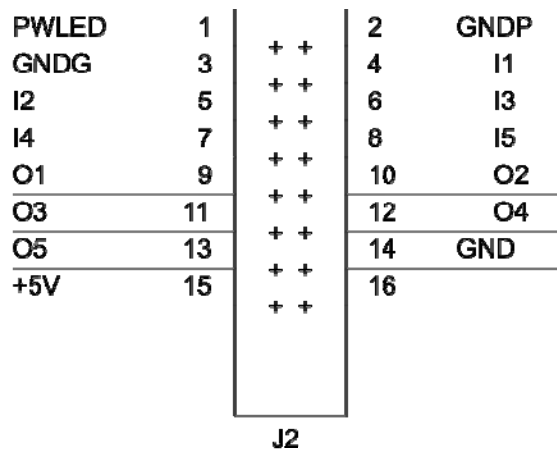 PWLED 1 2 GNDP
GNDG 3 4 I1
I2 5 6 I3
I4 7 8 I5
O1 9 10 O2
O3 11 12 O4
O5 13 14 GND
+5V 15 16
J2